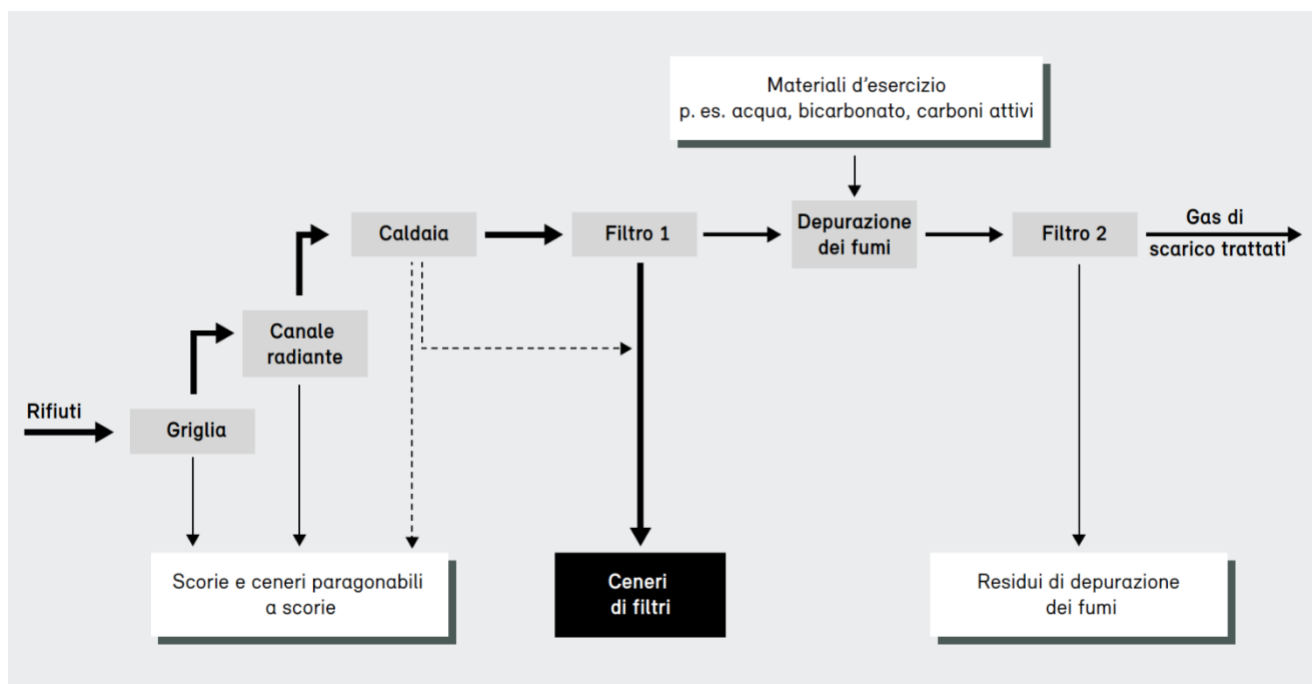 Materiali d'esercizio
p. es. acqua, bicarbonato, carboni attivi
Caldaia
Filtro 1
Depurazione
dei fumi
Filtro 2
Gas di
scarico trattati
Canale
radiante
Rifiuti
Griglia
Scorie e ceneri paragonabili
a scorie
Ceneri
di filtri
Residui di depurazione
dei fumi